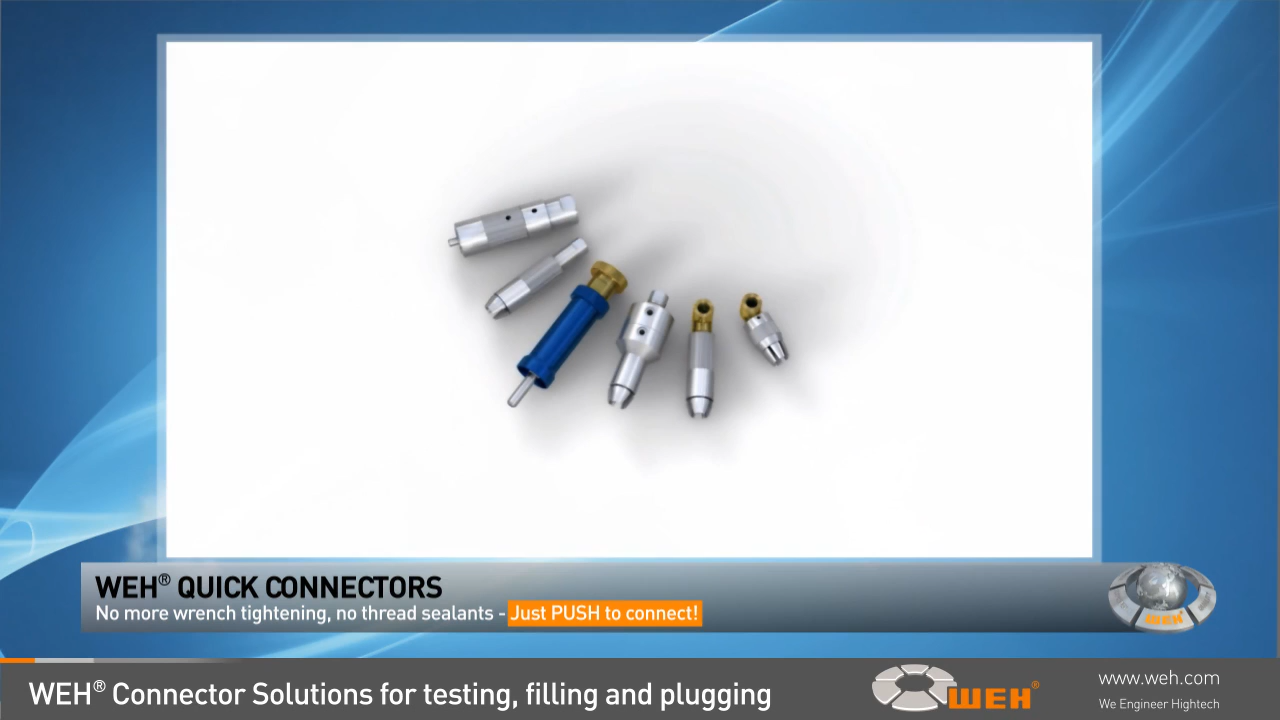 WEH® QUICK CONNECTORS
No more wrench tightening, no thread sealants - Just PUSH to connect!
WEH
WEH® Connector Solutions for testing, filling and plugging
WEH®
www.weh.com
We Engineer Hightech